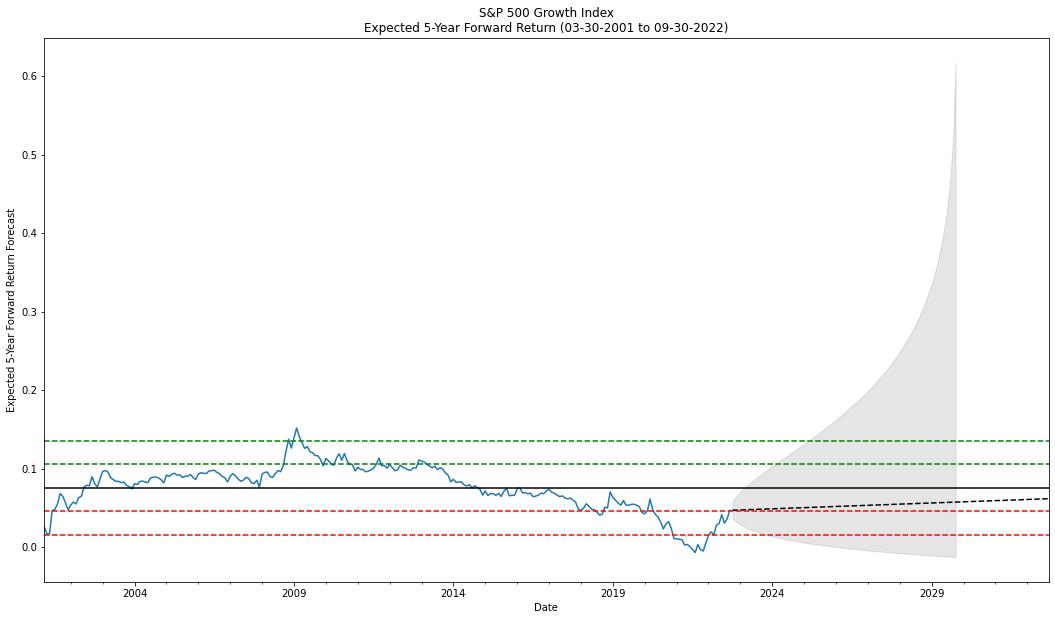 S&P 500 Growth Index
Expected 5-Year Forward Return (03-30-2001 to 09-30-2022)
Expected 5-Year Forward Return Forecast
0.6
0.5
0.4
0.3
0.2
0.1
0.0
2004 2009 2014 2019 2024 2029
Date